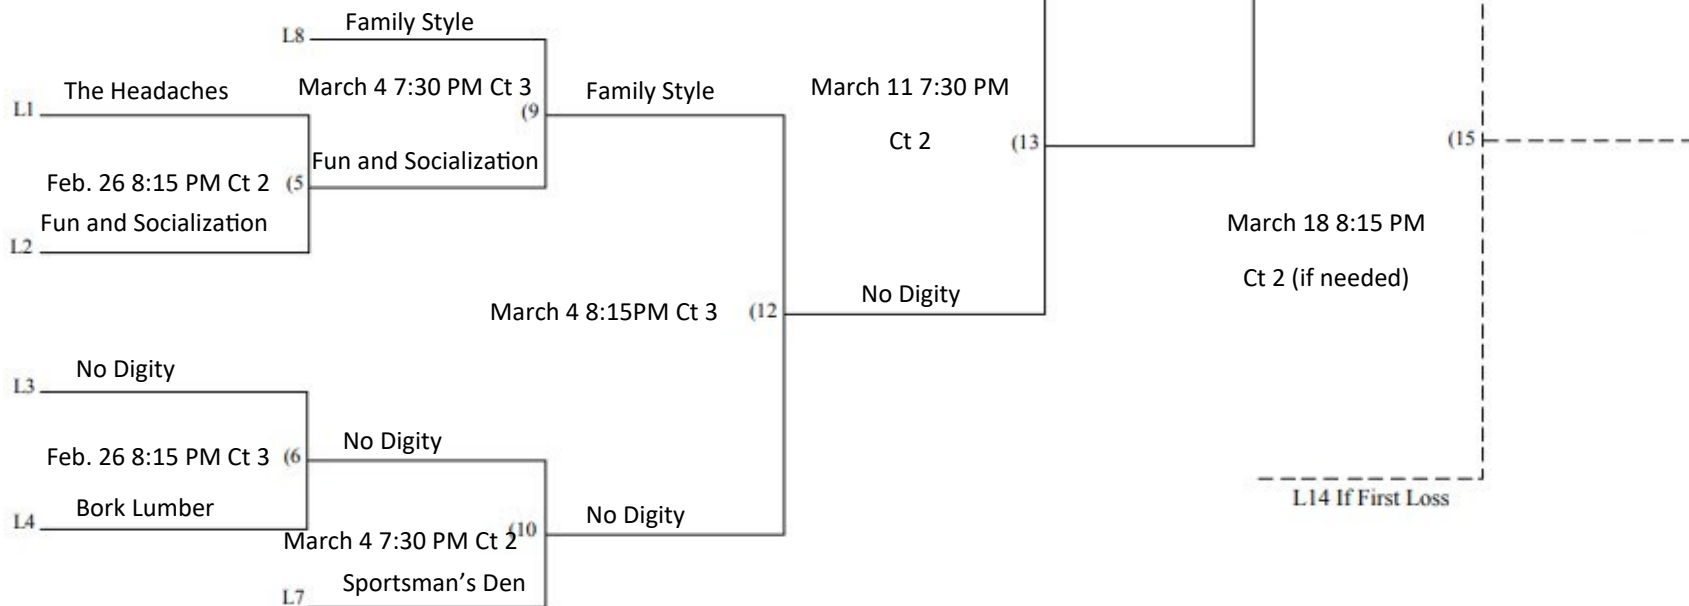 L8 Family Style
L1 The Headaches
March 4 7:30 PM Ct 3
(9
Family Style
March 11 7:30 PM
Ct 2
(13
(15
Fun and Socialization
Feb. 26 8:15 PM Ct 2 (5
Fun and Socialization
L2
March 18 8:15 PM
Ct 2 (if needed)
No Digity
March 4 8:15PM Ct 3 (12
No Digity
L3
No Digity
Feb. 26 8:15 PM Ct 3 (6
Bork Lumber
L4
L14 If First Loss
No Digity
March 4 7:30 PM Ct 2 (10
Sportsman’s Den
L7